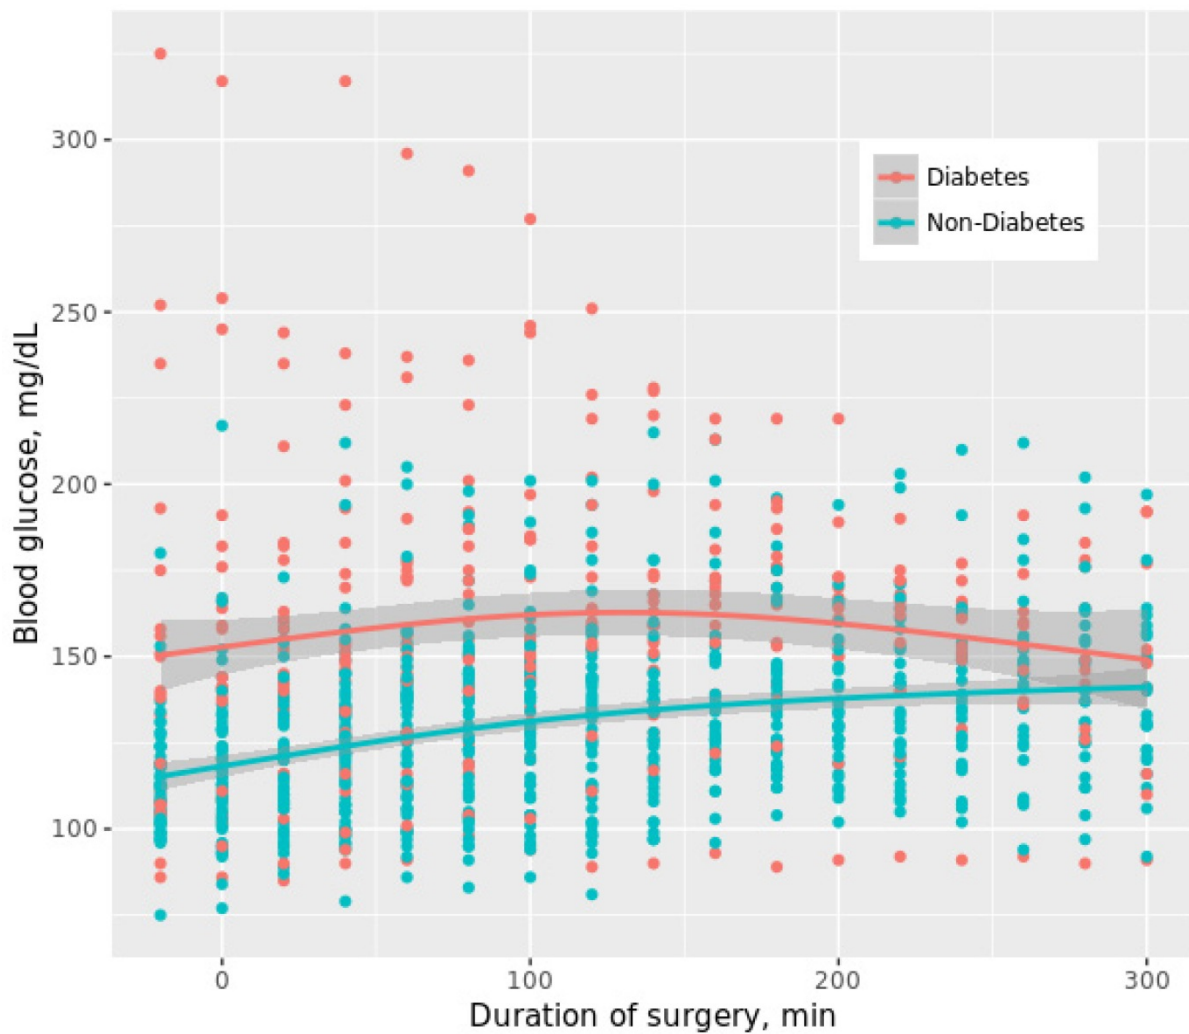 Blood glucose, mg/dL
300
250
200
150
100
Diabetes
Non-Diabetes
0
100
200
300
Duration of surgery, min